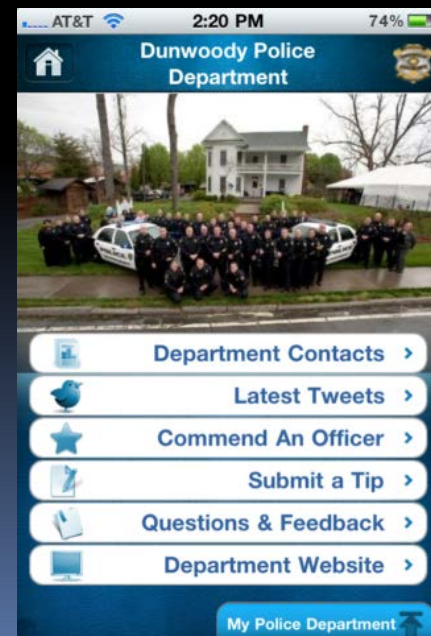 AT&T 2:20 PM 74%
Dunwoody Police
Department
Department Contacts >
Latest Tweets >
Commend An Officer >
Submit a Tip >
Questions & Feedback >
Department Website >
My Police Department